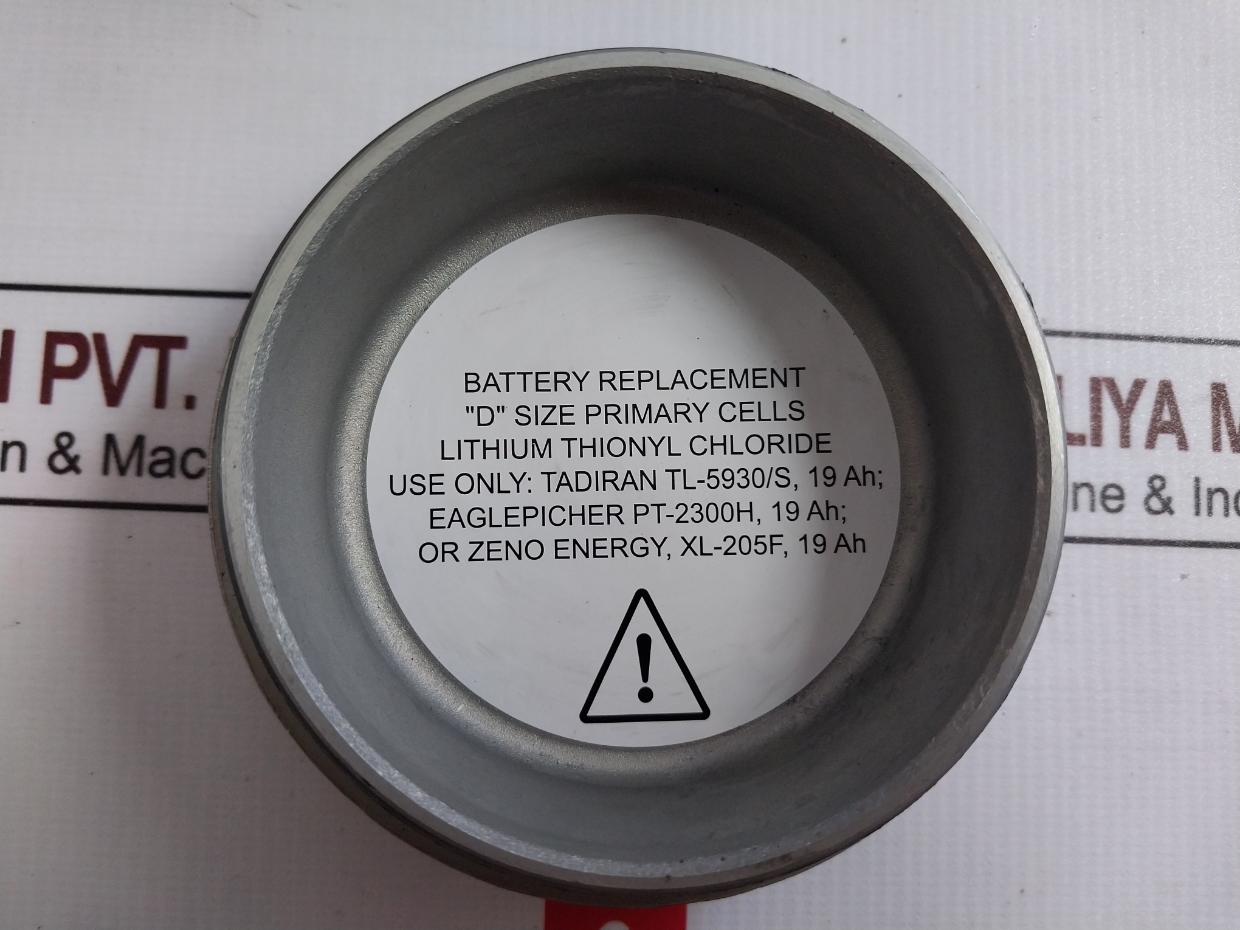 BATTERY REPLACEMENT
"D" SIZE PRIMARY CELLS
LITHIUM THIONYL CHLORIDE
USE ONLY: TADIRAN TL-5930/S, 19 Ah;
EAGLEPICHER PT-2300H, 19 Ah;
OR ZENO ENERGY, XL-205F, 19 Ah
!
PVT.
n & Mac
LIYA M
ne & Ind